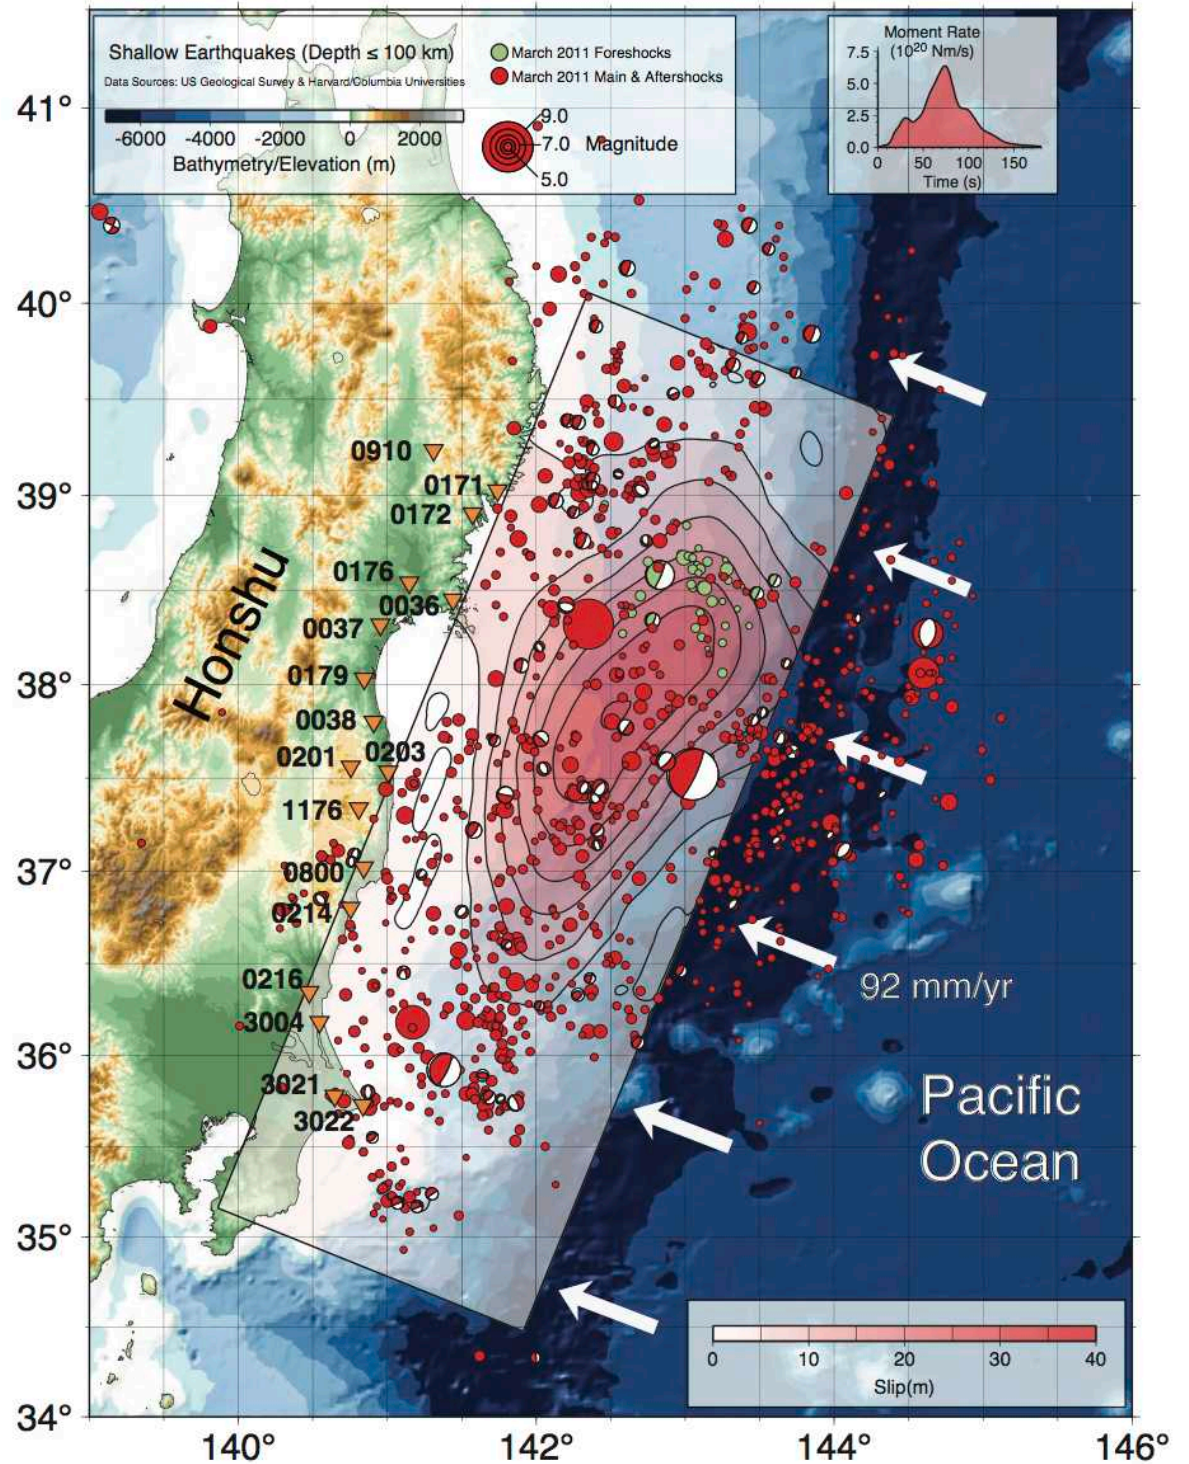 Shallow Earthquakes (Depth ≤ 100 km)
Data Sources: US Geological Survey & Harvard/Columbia Universities
-6000 -4000 -2000 0 2000
Bathymetry/Elevation (m)
March 2011 Foreshocks
March 2011 Main & Aftershocks
9.0
7.0 Magnitude
5.0
Moment Rate
(10²⁰ Nm/s)
7.5
5.0
2.5
0.0
0 50 100 150
Time (s)
41°
40°
39°
38°
37°
36°
35°
34°
0910
0171
0172
0176
0036
0037
0179
0038
0201
0203
1176
0800
0214
0216
3004
3021
3022
Honshu
92 mm/yr
Pacific
Ocean
0 10 20 30 40
Slip(m)
140° 142° 144° 146°